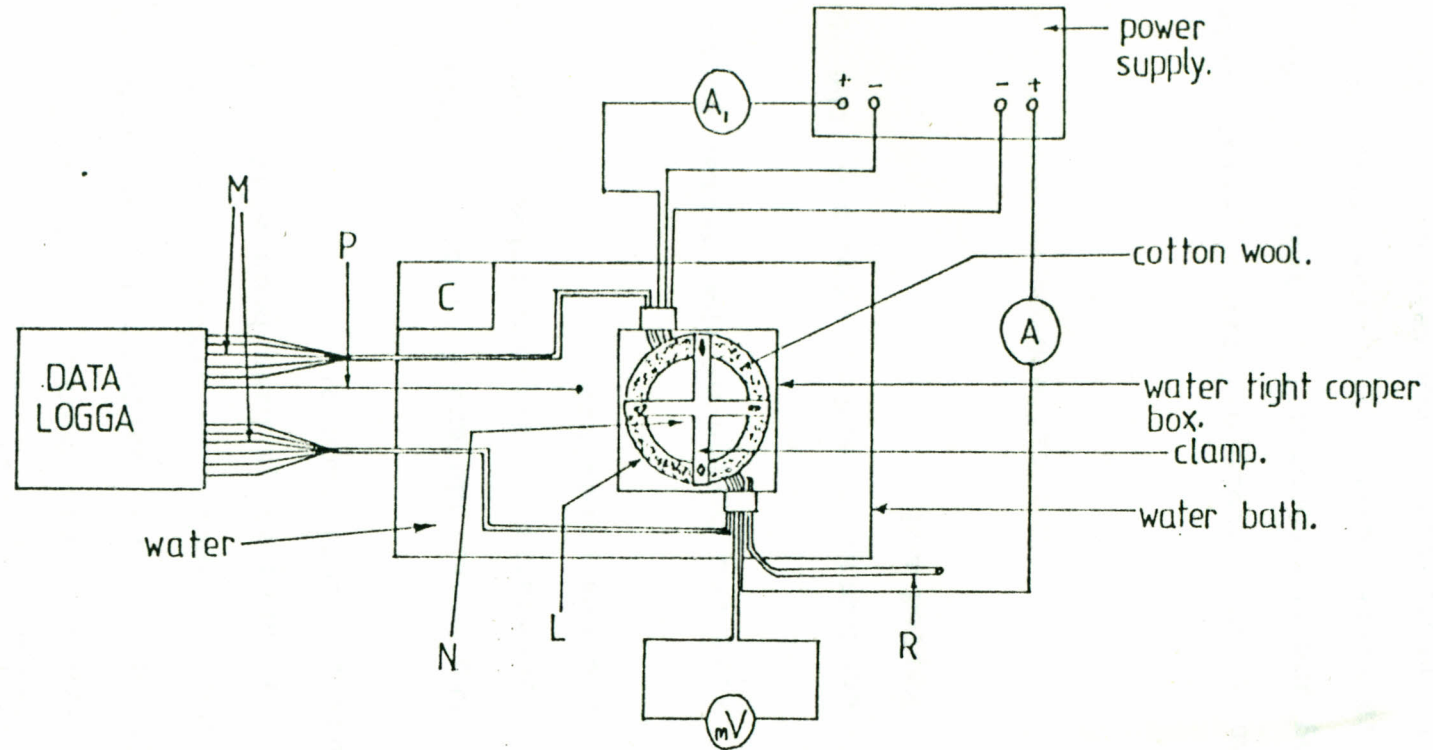 power
supply.
+ − − +
A₁
M
P
cotton wool.
C
A
DATA
LOGGA
water tight copper
box.
clamp.
water
water bath.
N
L
R
mV